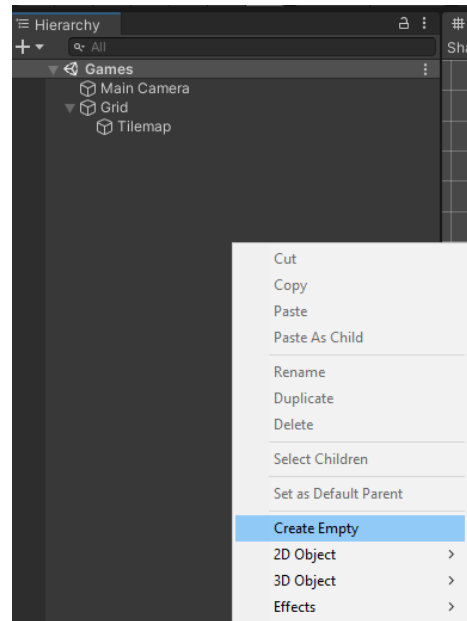 Hierarchy
All
Sha
Games
Main Camera
Grid
Tilemap
Cut
Copy
Paste
Paste As Child
Rename
Duplicate
Delete
Select Children
Set as Default Parent
Create Empty
2D Object
3D Object
Effects